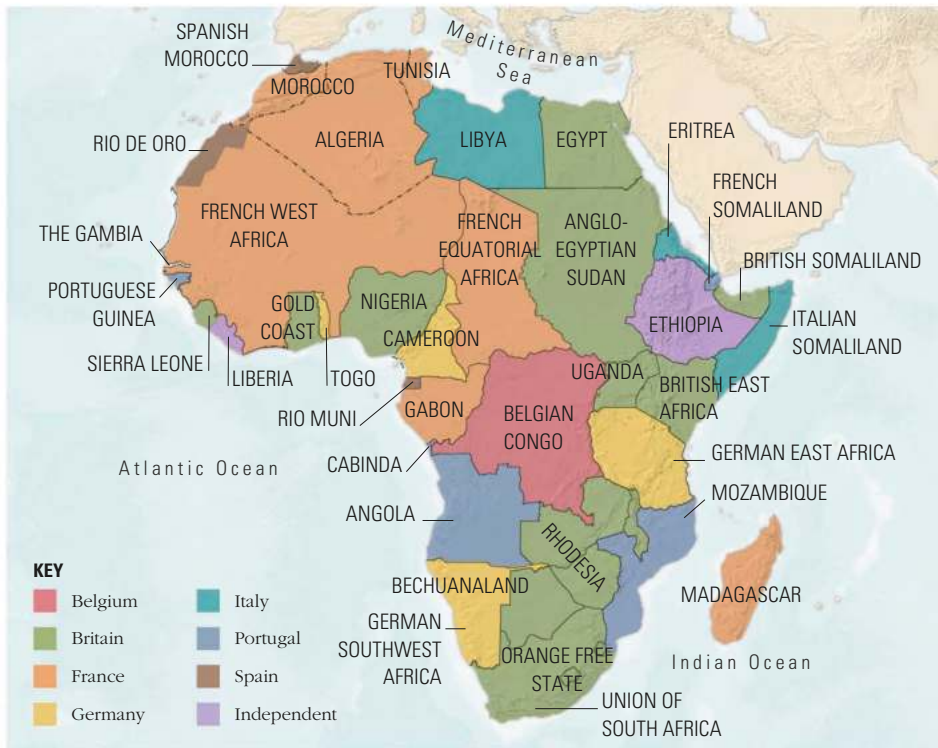 SPANISH
MOROCCO
Mediterranean
Sea
MOROCCO
TUNISIA
ALGERIA
LIBYA
EGYPT
ERITREA
RIO DE ORO
FRENCH
SOMALILAND
FRENCH WEST
AFRICA
FRENCH
EQUATORIAL
AFRICA
ANGLO-
EGYPTIAN
SUDAN
THE GAMBIA
BRITISH SOMALILAND
PORTUGUESE
GUINEA
GOLD
COAST
NIGERIA
CAMEROON
ETHIOPIA
ITALIAN
SOMALILAND
SIERRA LEONE
LIBERIA
TOGO
UGANDA
BRITISH EAST
AFRICA
RIO MUNI
GABON
BELGIAN
CONGO
CABINDA
GERMAN EAST AFRICA
Atlantic Ocean
MOZAMBIQUE
ANGOLA
RHODESIA
BECHUANALAND
MADAGASCAR
GERMAN
SOUTHWEST
AFRICA
ORANGE FREE
STATE
Indian Ocean
UNION OF
SOUTH AFRICA
KEY
Belgium
Britain
France
Germany
Italy
Portugal
Spain
Independent